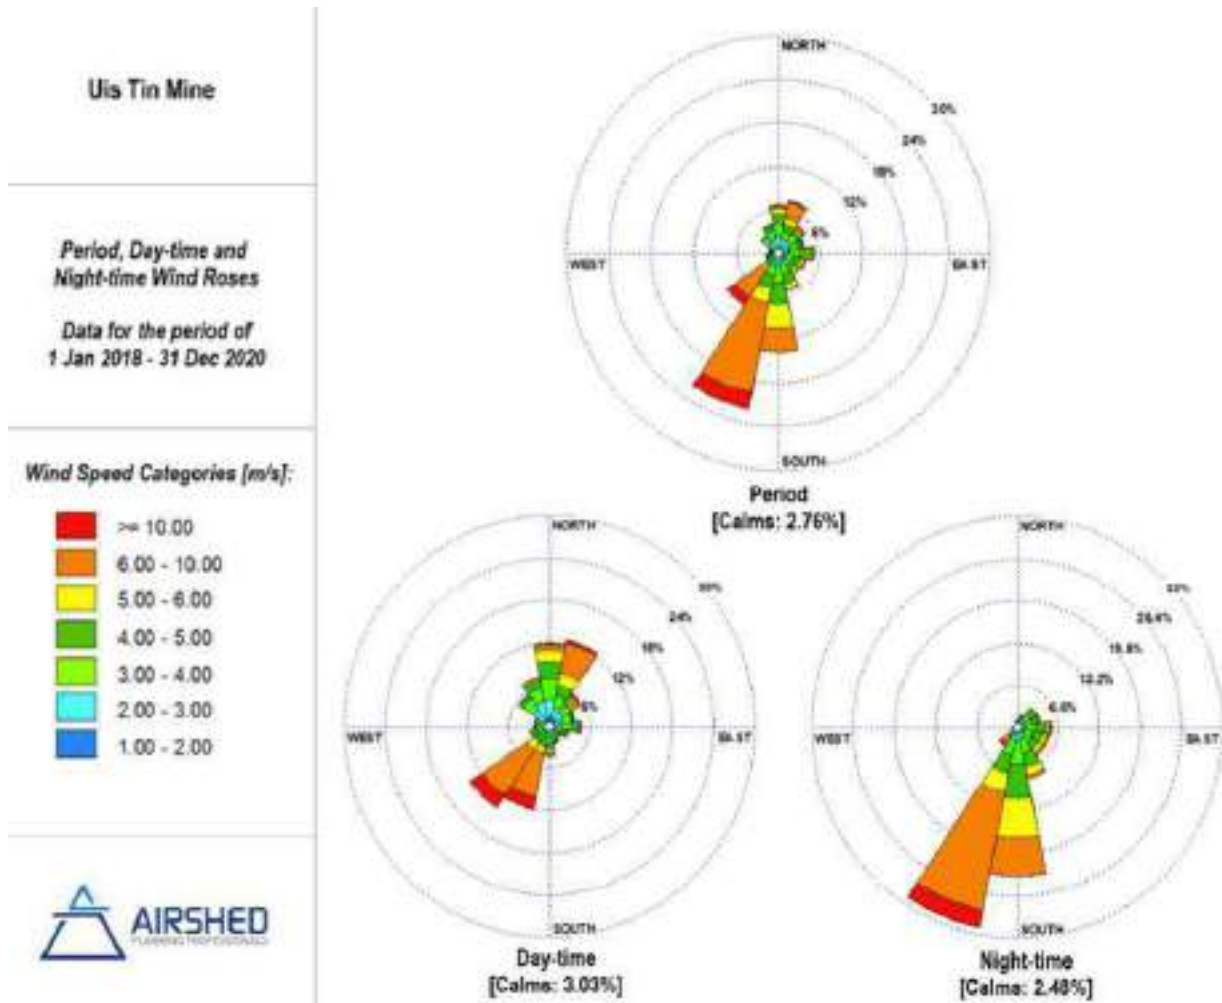 Uis Tin Mine
Period, Day-time and
Night-time Wind Roses
Data for the period of
1 Jan 2018 - 31 Dec 2020
Wind Speed Categories [m/s]:
>= 10.00
6.00 - 10.00
5.00 - 6.00
4.00 - 5.00
3.00 - 4.00
2.00 - 3.00
1.00 - 2.00
AIRSHED
PLANNING PROFESSIONALS
NORTH
30%
24%
18%
12%
6%
WEST
EAST
SOUTH
Period
[Calms: 2.76%]
NORTH
24%
18%
12%
6%
WEST
EAST
SOUTH
Day-time
[Calms: 3.03%]
NORTH
26.4%
19.8%
13.2%
6.6%
WEST
EAST
SOUTH
Night-time
[Calms: 2.48%]